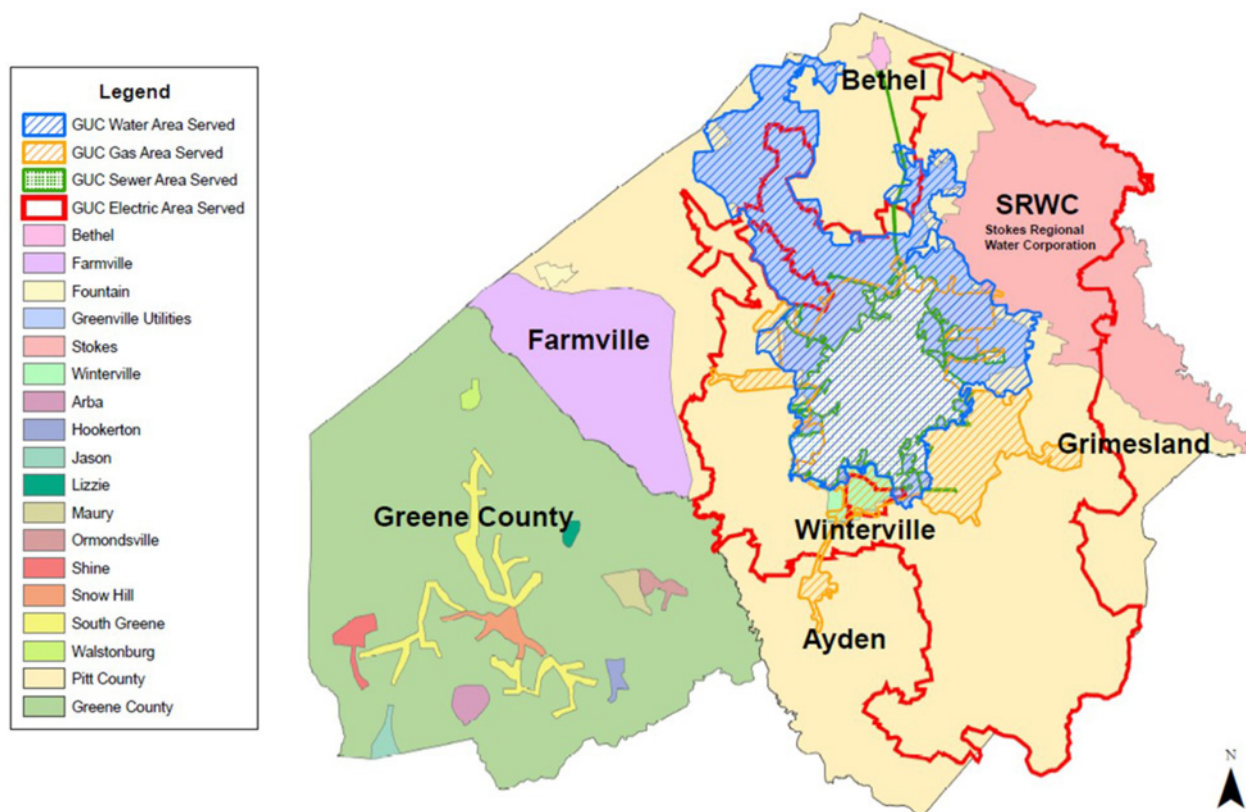 Legend
GUC Water Area Served
GUC Gas Area Served
GUC Sewer Area Served
GUC Electric Area Served
Bethel
Farmville
Fountain
Greenville Utilities
Stokes
Winterville
Arba
Hookerton
Jason
Lizzie
Maury
Ormondsville
Shine
Snow Hill
South Greene
Walstonburg
Pitt County
Greene County
Bethel
SRWC
Stokes Regional
Water Corporation
Farmville
Grimesland
Greene County
Winterville
Ayden
N